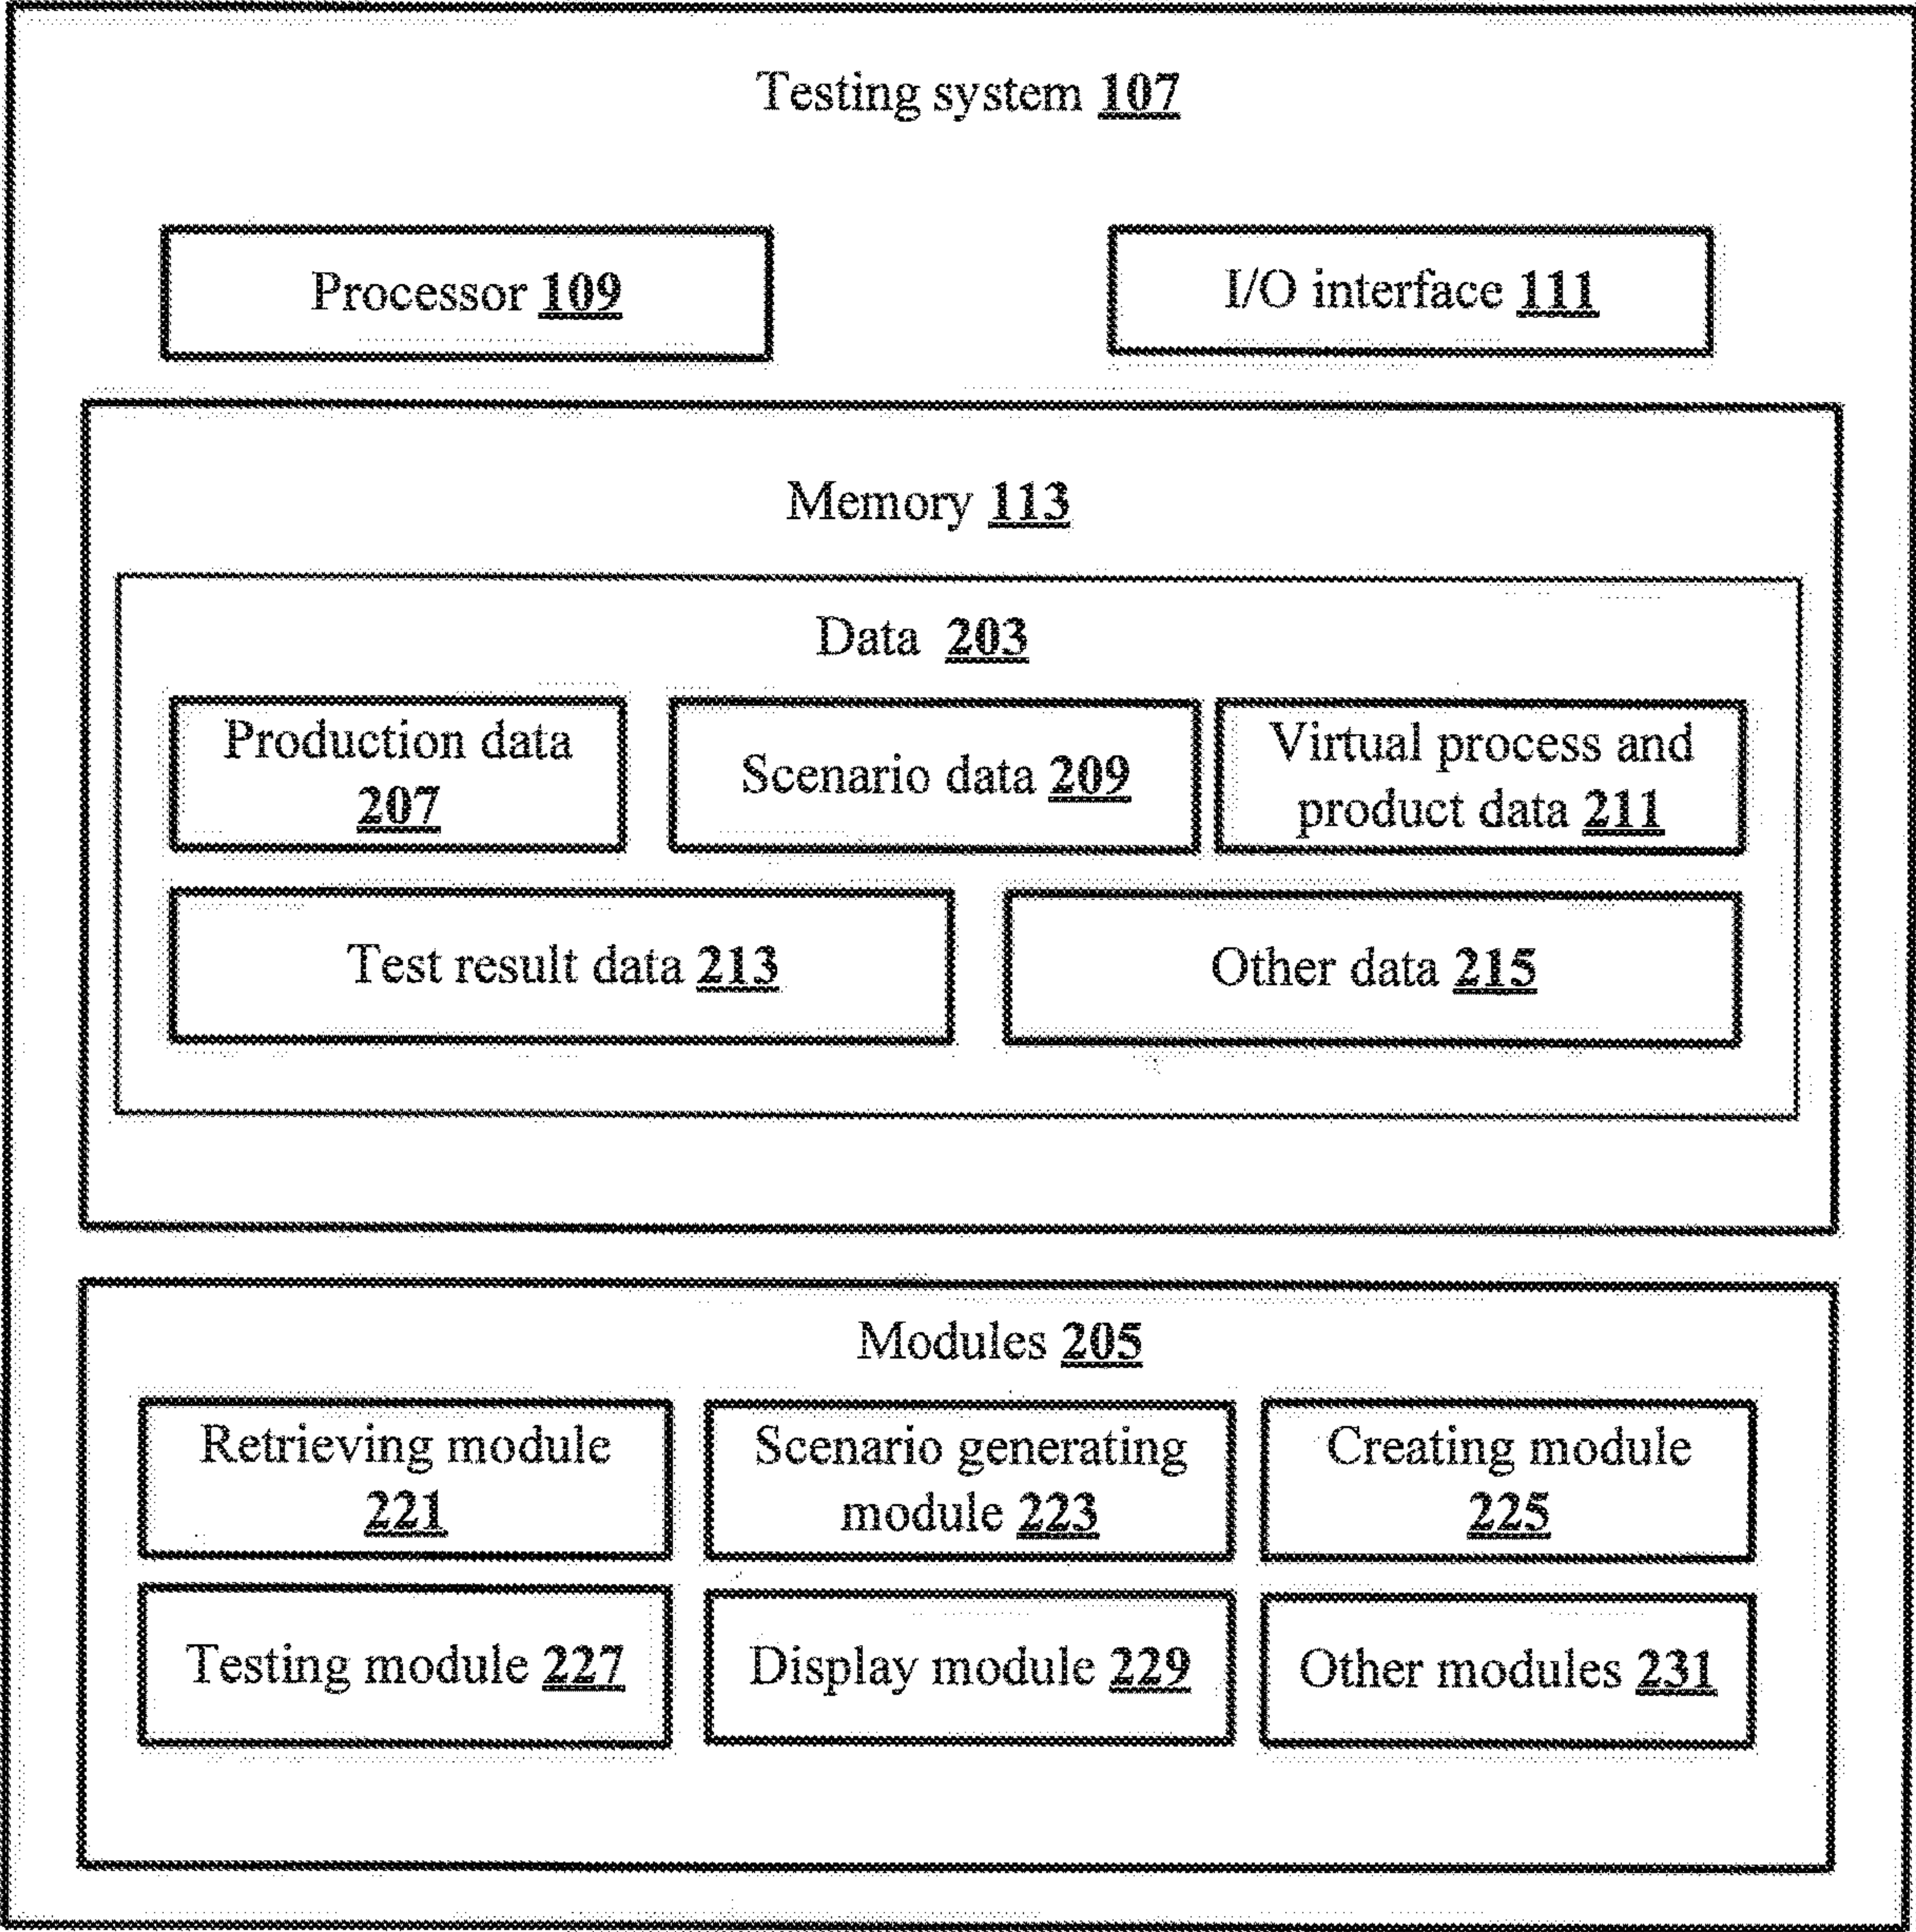 Testing system 107
Processor 109
I/O interface 111
Memory 113
Data 203
Production data
207
Scenario data 209
Virtual process and
product data 211
Test result data 213
Other data 215
Modules 205
Retrieving module
221
Scenario generating
module 223
Creating module
225
Testing module 227
Display module 229
Other modules 231